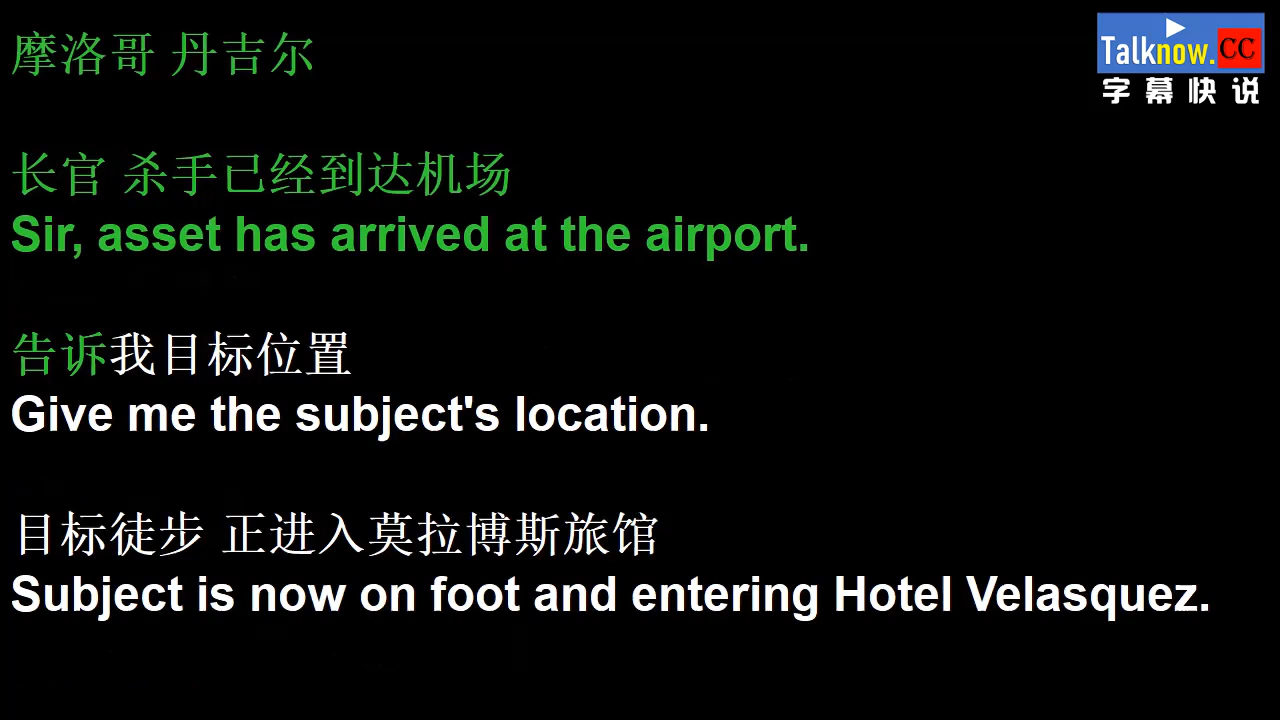 摩洛哥 丹吉尔
Talknow.CC
字幕快说
长官 杀手已经到达机场
Sir, asset has arrived at the airport.
告诉我目标位置
Give me the subject's location.
目标徒步 正进入莫拉博斯旅馆
Subject is now on foot and entering Hotel Velasquez.